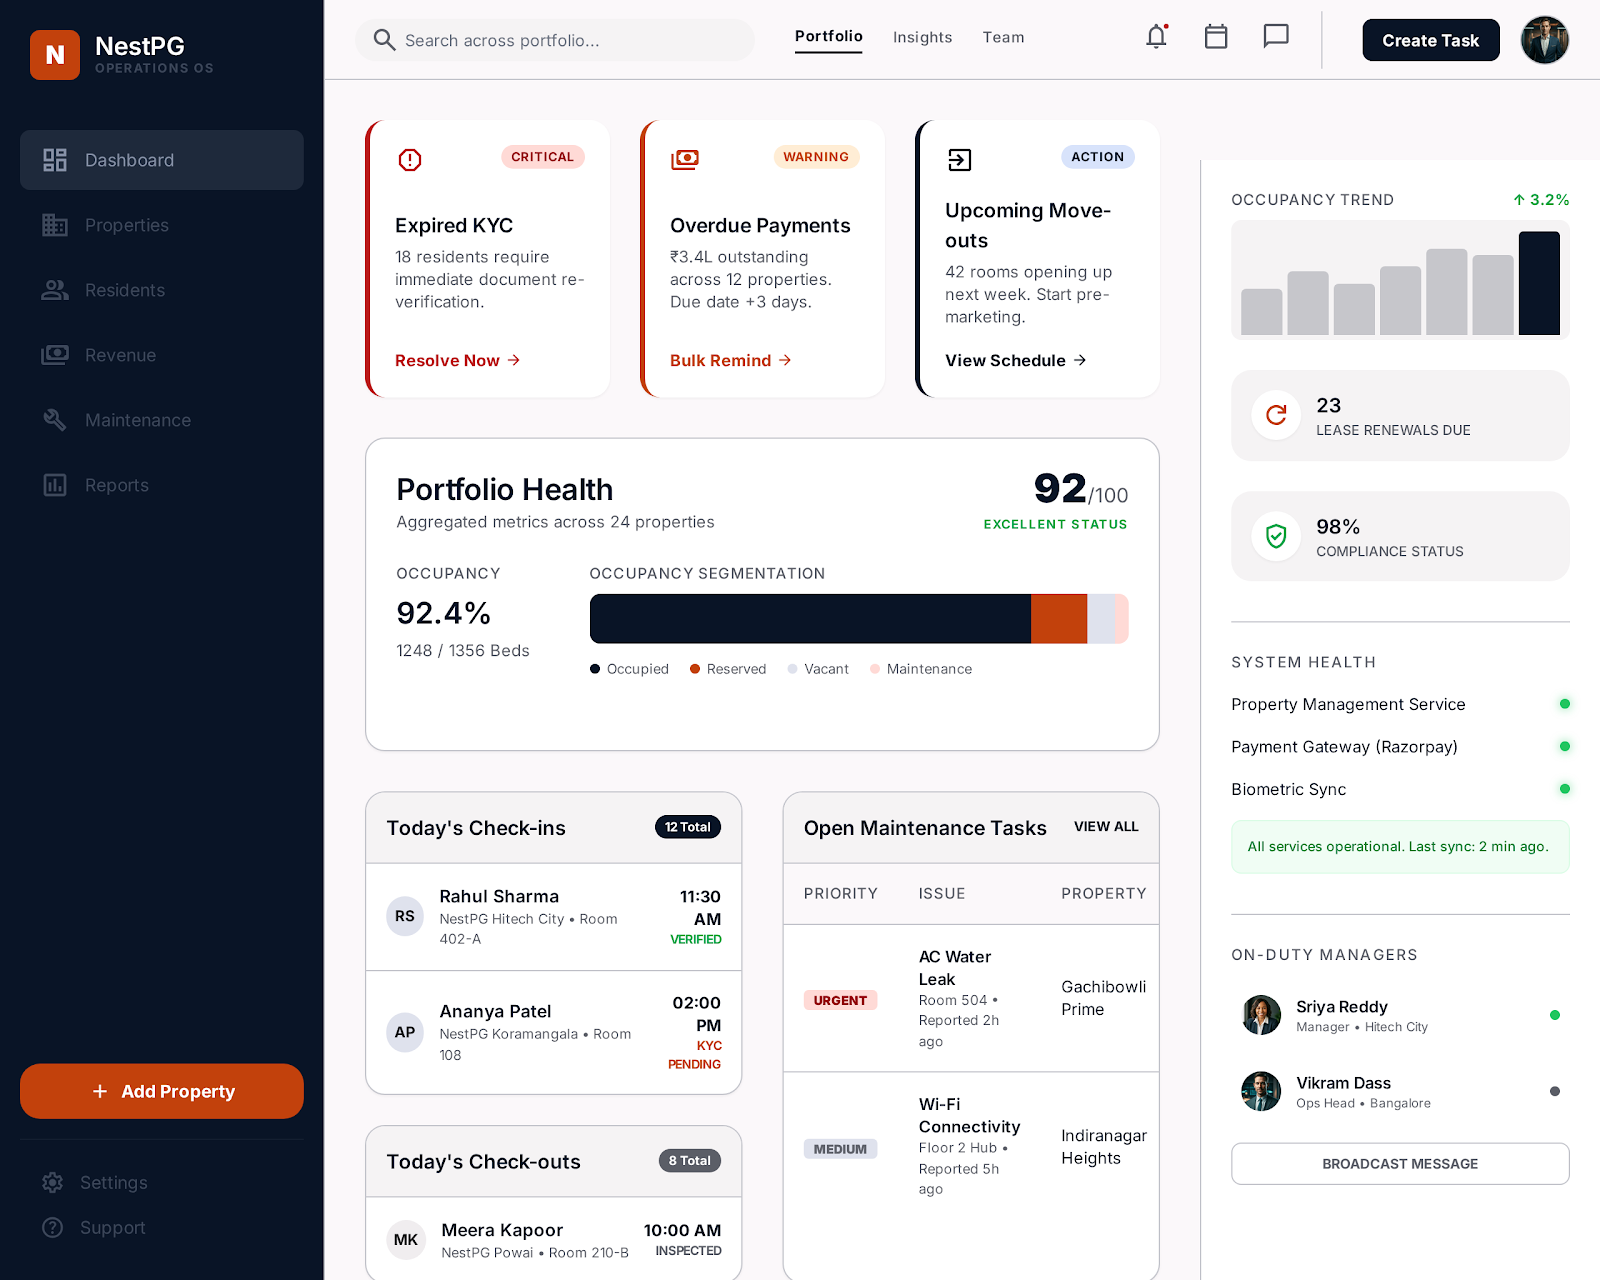 N
NestPG
OPERATIONS OS
Dashboard
Properties
Residents
Revenue
Maintenance
Reports
+ Add Property
Settings
Support
Search across portfolio...
Portfolio
Insights
Team
Create Task
CRITICAL
Expired KYC
18 residents require
immediate document re-
verification.
Resolve Now →
WARNING
Overdue Payments
₹3.4L outstanding
across 12 properties.
Due date +3 days.
Bulk Remind →
ACTION
Upcoming Move-
outs
42 rooms opening up
next week. Start pre-
marketing.
View Schedule →
Portfolio Health
Aggregated metrics across 24 properties
92/100
EXCELLENT STATUS
OCCUPANCY
92.4%
1248 / 1356 Beds
OCCUPANCY SEGMENTATION
Occupied
Reserved
Vacant
Maintenance
Today's Check-ins
12 Total
RS
Rahul Sharma
NestPG Hitech City • Room
402-A
11:30
AM
VERIFIED
AP
Ananya Patel
NestPG Koramangala • Room
108
02:00
PM
KYC
PENDING
Today's Check-outs
8 Total
MK
Meera Kapoor
NestPG Powai • Room 210-B
10:00 AM
INSPECTED
Open Maintenance Tasks
VIEW ALL
PRIORITY
ISSUE
PROPERTY
URGENT
AC Water
Leak
Room 504 •
Reported 2h
ago
Gachibowli
Prime
MEDIUM
Wi-Fi
Connectivity
Floor 2 Hub •
Reported 5h
ago
Indiranagar
Heights
OCCUPANCY TREND
↑ 3.2%
23
LEASE RENEWALS DUE
98%
COMPLIANCE STATUS
SYSTEM HEALTH
Property Management Service
Payment Gateway (Razorpay)
Biometric Sync
All services operational. Last sync: 2 min ago.
ON-DUTY MANAGERS
Sriya Reddy
Manager • Hitech City
Vikram Dass
Ops Head • Bangalore
BROADCAST MESSAGE